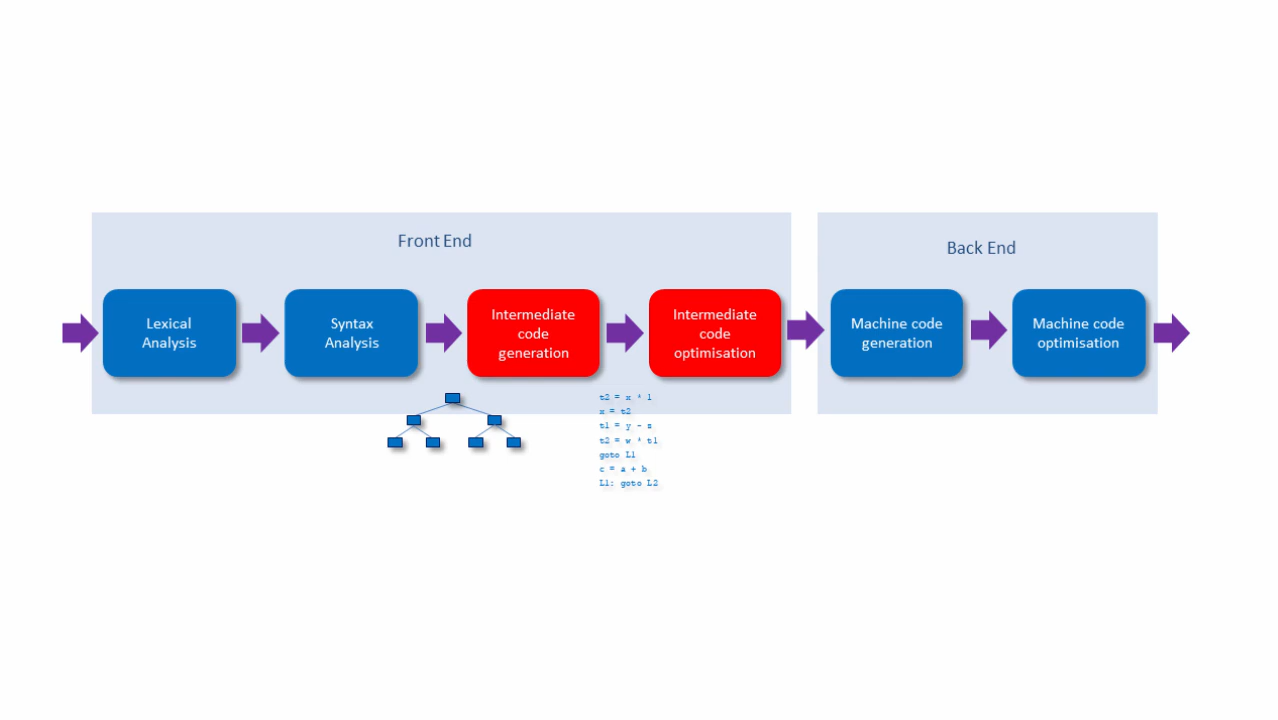 Front End
Back End
Lexical
Analysis
Syntax
Analysis
Intermediate
code
generation
Intermediate
code
optimisation
Machine code
generation
Machine code
optimisation
t2 = x * 1
x = t2
t1 = y - z
t2 = w * t1
goto L1
c = a + b
L1: goto L2